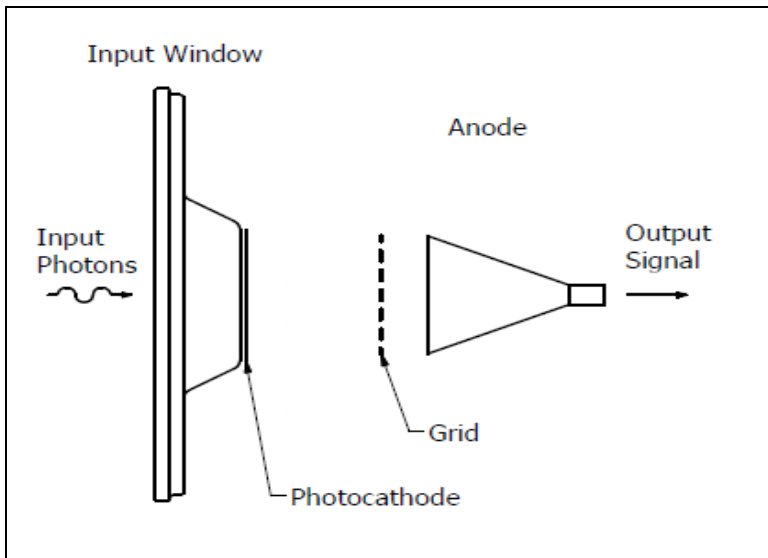 Input Window
Anode
Input
Photons
Output
Signal
Grid
Photocathode